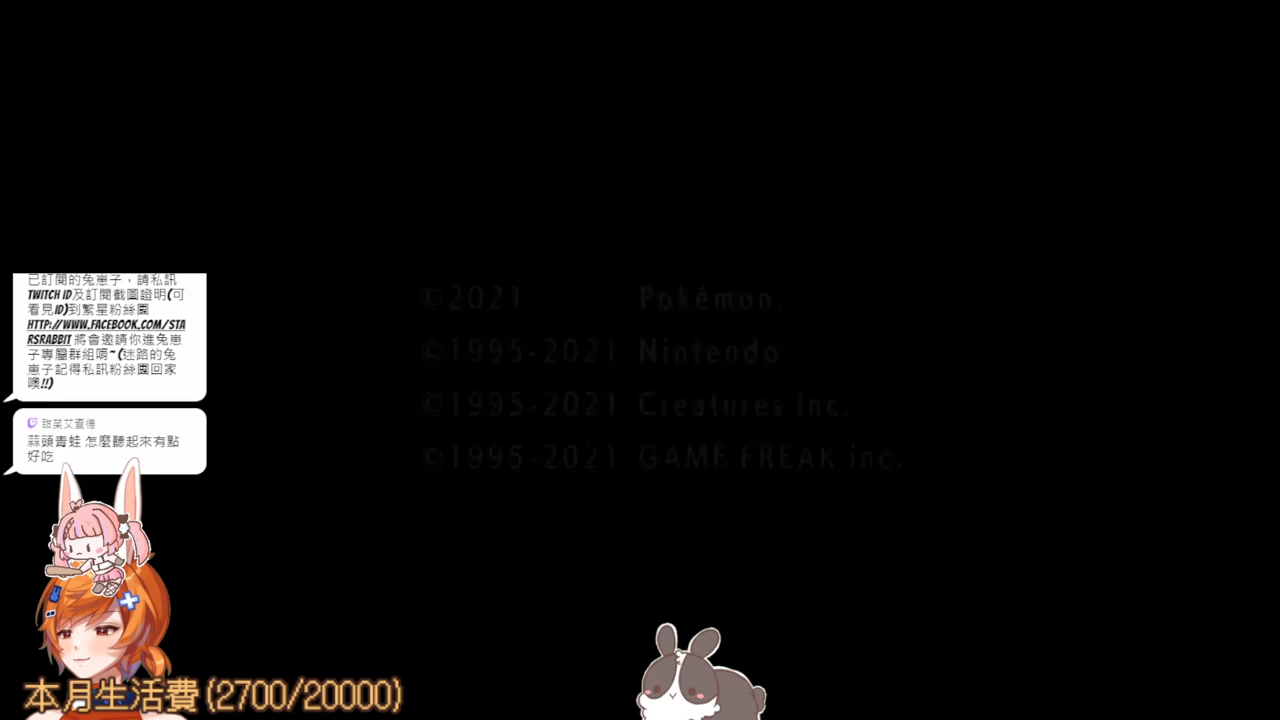 已訂閱的兔崽子，請私訊
TWITCH ID及訂閱截圖證明(可
看見ID)到繁星粉絲團
HTTP://WWW.FACEBOOK.COM/STA
RSRABBIT 將會邀請你進兔崽
子專屬群組唷~(迷路的兔
崽子記得私訊粉絲團回家
噢!!)
甜菜艾宣德
蒜頭青蛙 怎麼聽起來有點
好吃
©2021 Pokémon.
©1995-2021 Nintendo
©1995-2021 Creatures Inc.
©1995-2021 GAME FREAK inc.
本月生活費(2700/20000)